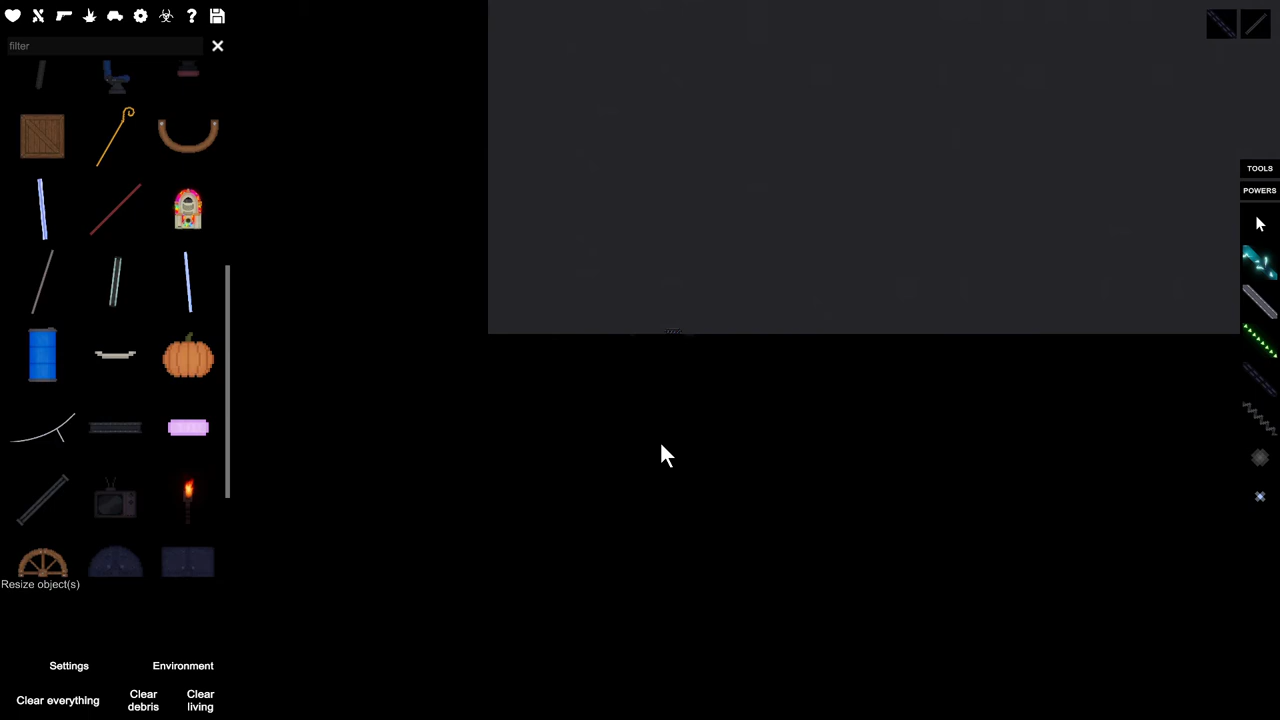 filter
TOOLS
POWERS
Resize object(s)
Settings
Environment
Clear everything
Clear
debris
Clear
living